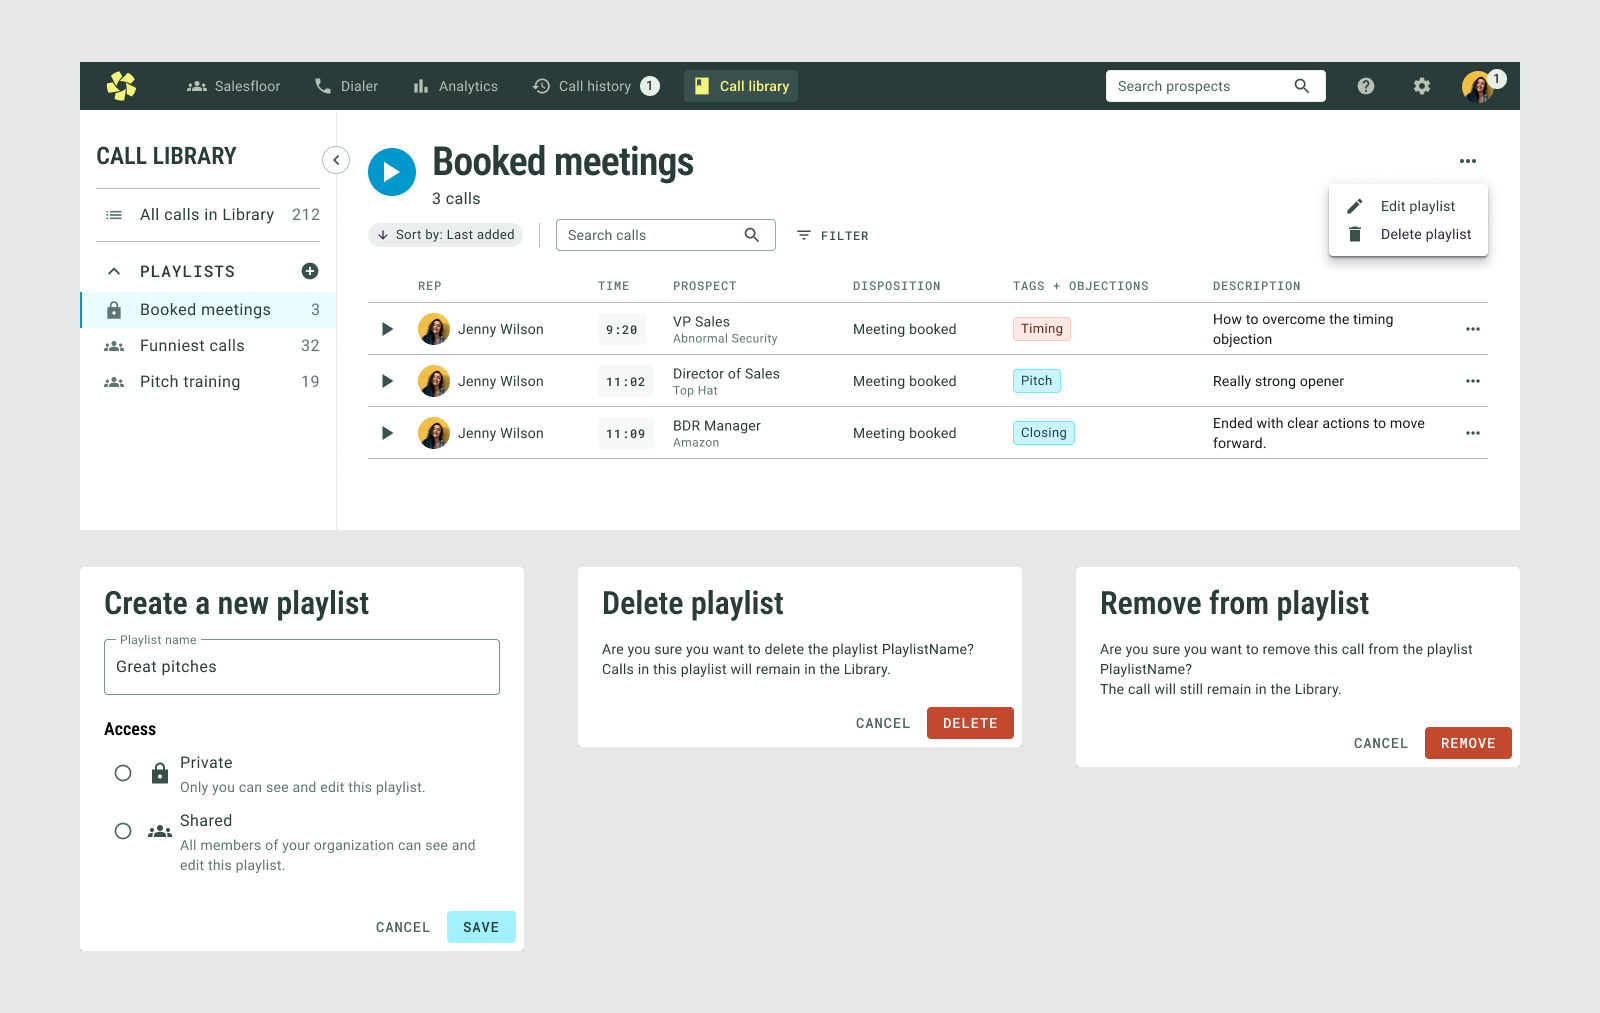 Salesfloor
Dialer
Analytics
Call history 1
Call library
Search prospects
1
CALL LIBRARY
All calls in Library 212
PLAYLISTS
Booked meetings 3
Funniest calls 32
Pitch training 19
Booked meetings
3 calls
Edit playlist
Delete playlist
Sort by: Last added
Search calls
FILTER
REP TIME PROSPECT DISPOSITION TAGS + OBJECTIONS DESCRIPTION
Jenny Wilson 9:20 VP Sales Meeting booked Timing How to overcome the timing
Abnormal Security objection
Jenny Wilson 11:02 Director of Sales Meeting booked Pitch Really strong opener
Top Hat
Jenny Wilson 11:09 BDR Manager Meeting booked Closing Ended with clear actions to move
Amazon forward.
Create a new playlist
Playlist name
Great pitches
Access
Private
Only you can see and edit this playlist.
Shared
All members of your organization can see and
edit this playlist.
CANCEL SAVE
Delete playlist
Are you sure you want to delete the playlist PlaylistName?
Calls in this playlist will remain in the Library.
CANCEL DELETE
Remove from playlist
Are you sure you want to remove this call from the playlist
PlaylistName?
The call will still remain in the Library.
CANCEL REMOVE